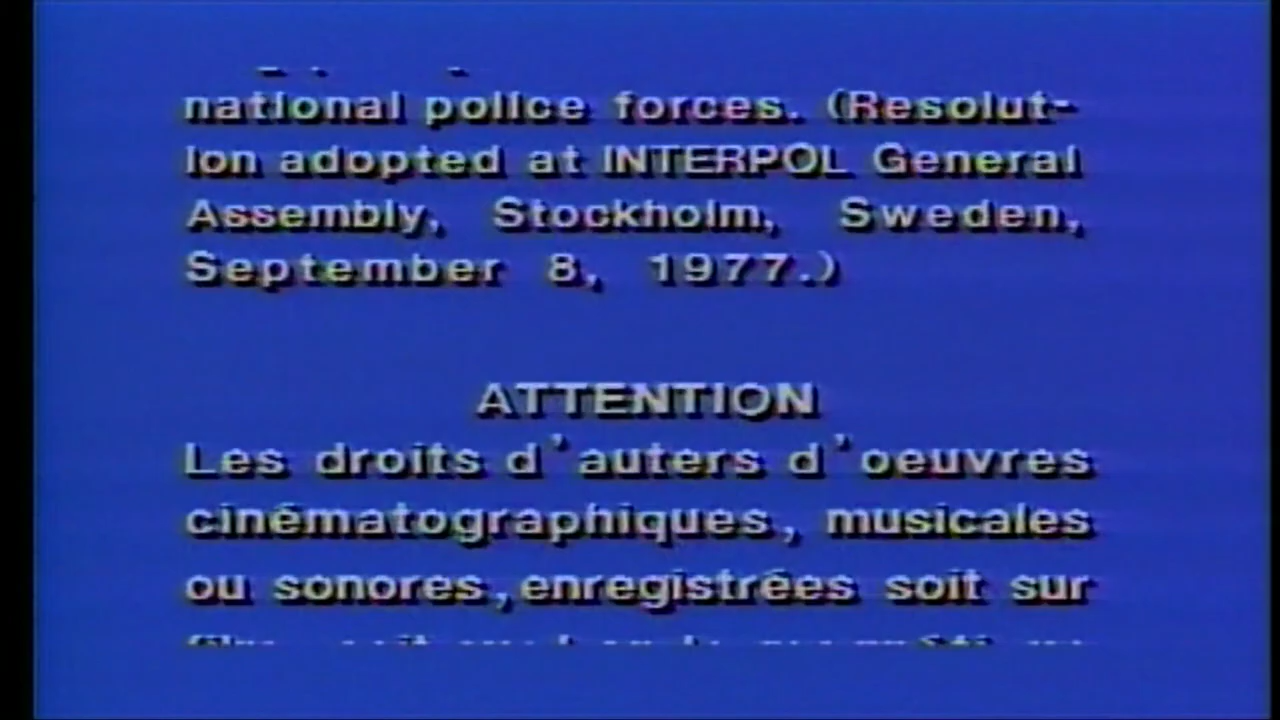 national police forces. (Resolut-
ion adopted at INTERPOL General
Assembly, Stockholm, Sweden,
September 8, 1977.)
ATTENTION
Les droits d'auters d'oeuvres
cinématographiques, musicales
ou sonores,enregistrées soit sur